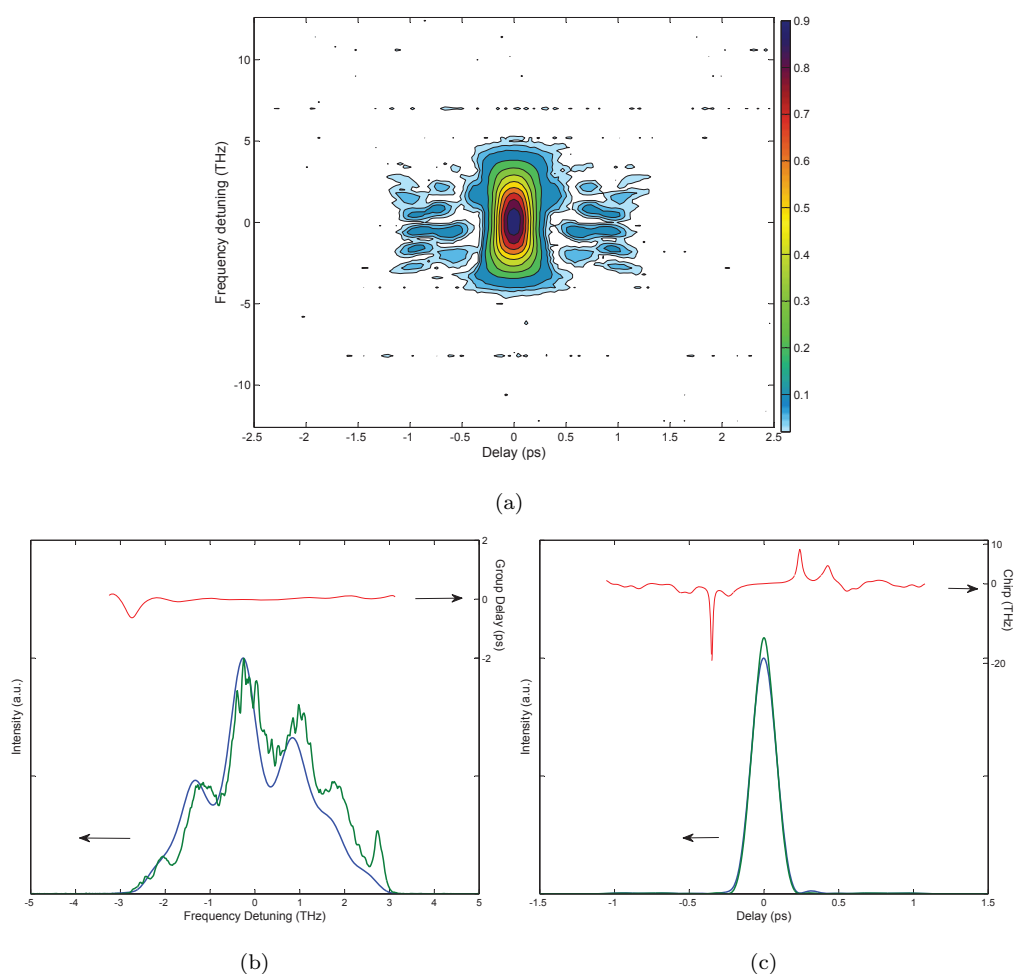 10
5
0
-5
-10
Frequency detuning (THz)
-2.5 -2 -1.5 -1 -0.5 0 0.5 1 1.5 2 2.5
Delay (ps)
0.9
0.8
0.7
0.6
0.5
0.4
0.3
0.2
0.1
(a)
2
0
-2
Group Delay (ps)
Intensity (a.u.)
-5 -4 -3 -2 -1 0 1 2 3 4 5
Frequency Detuning (THz)
(b)
10
0
-20
Chirp (THz)
Intensity (a.u.)
-1.5 -1 -0.5 0 0.5 1 1.5
Delay (ps)
(c)